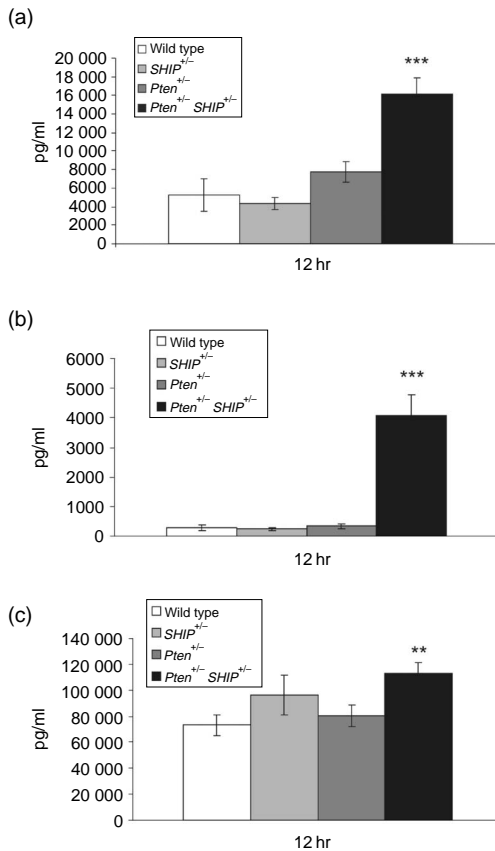 (a)
Wild type
SHIP+/–
Pten+/–
Pten+/– SHIP+/–
***
20 000
18 000
16 000
14 000
12 000
10 000
8000
6000
4000
2000
0
pg/ml
12 hr
(b)
Wild type
SHIP+/–
Pten+/–
Pten+/– SHIP+/–
***
6000
5000
4000
3000
2000
1000
0
pg/ml
12 hr
(c)
Wild type
SHIP+/–
Pten+/–
Pten+/– SHIP+/–
**
140 000
120 000
100 000
80 000
60 000
40 000
20 000
0
pg/ml
12 hr